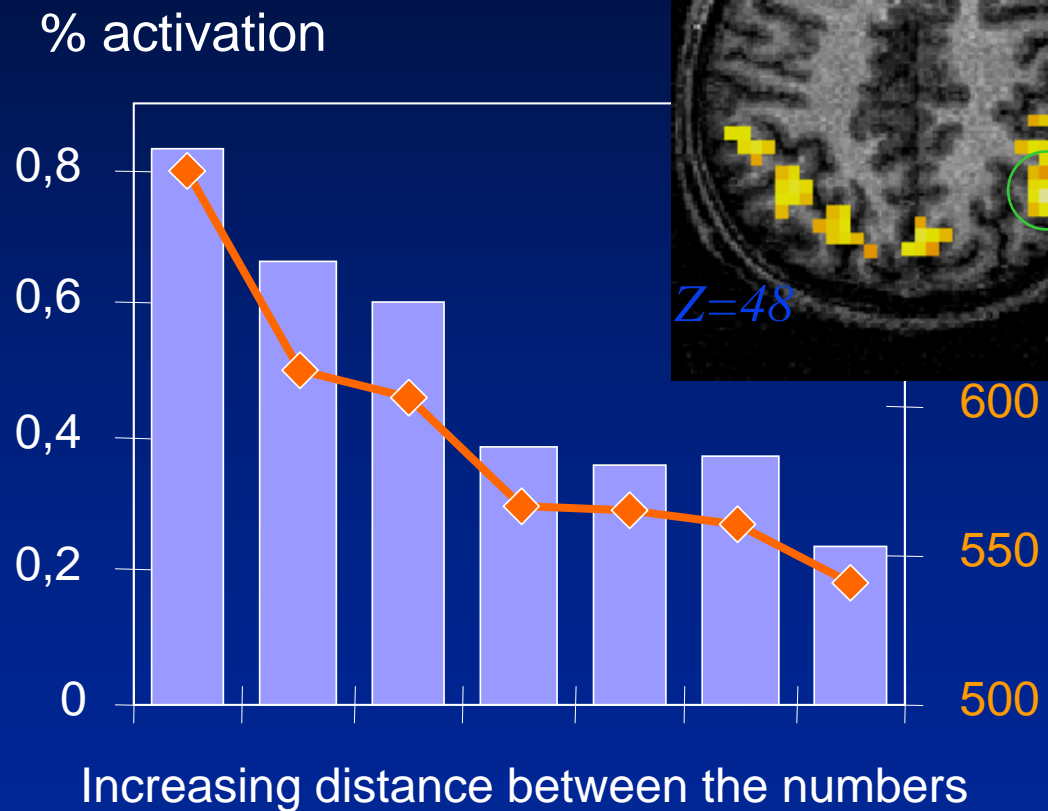 % activation
0,8
0,6
0,4
0,2
0
Z=48
600
550
500
Increasing distance between the numbers